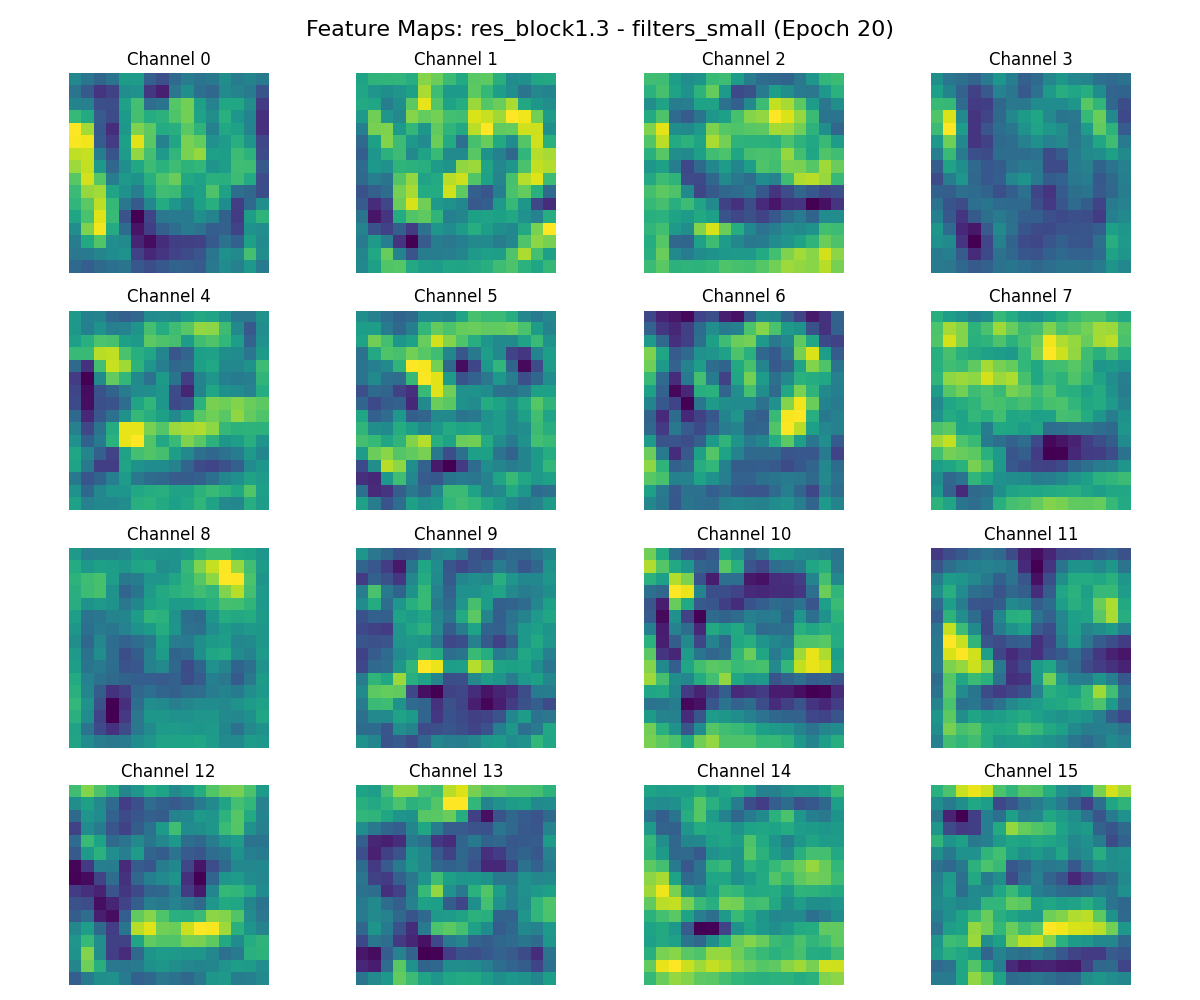 Feature Maps: res_block1.3 - filters_small (Epoch 20)
Channel 0
Channel 1
Channel 2
Channel 3
Channel 4
Channel 5
Channel 6
Channel 7
Channel 8
Channel 9
Channel 10
Channel 11
Channel 12
Channel 13
Channel 14
Channel 15